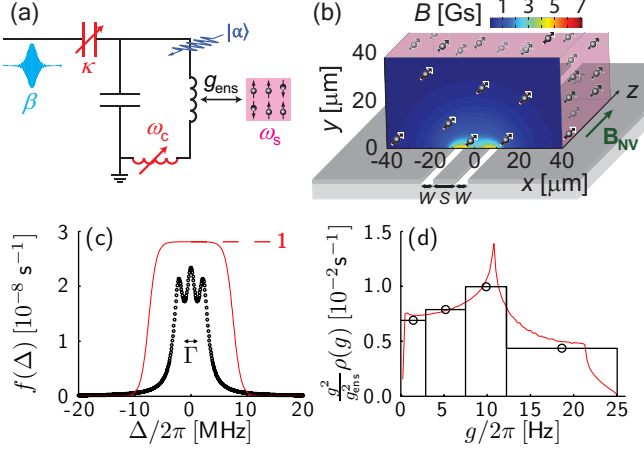 (a)
κ
β
|α⟩
g_ens
ω_c
ω_s
(b)
B [Gs]
1 3 5 7
y [μm]
40
20
0
-40 -20 0 20 40
x [μm]
z
B_NV
W S W
(c)
f(Δ) [10⁻⁸ s⁻¹]
3
2
1
0
1
Γ
-20 -10 0 10 20
Δ/2π [MHz]
(d)
g²/g²_ens ρ(g) [10⁻² s⁻¹]
1.5
1.0
0.5
0
0 5 10 15 20 25
g/2π [Hz]